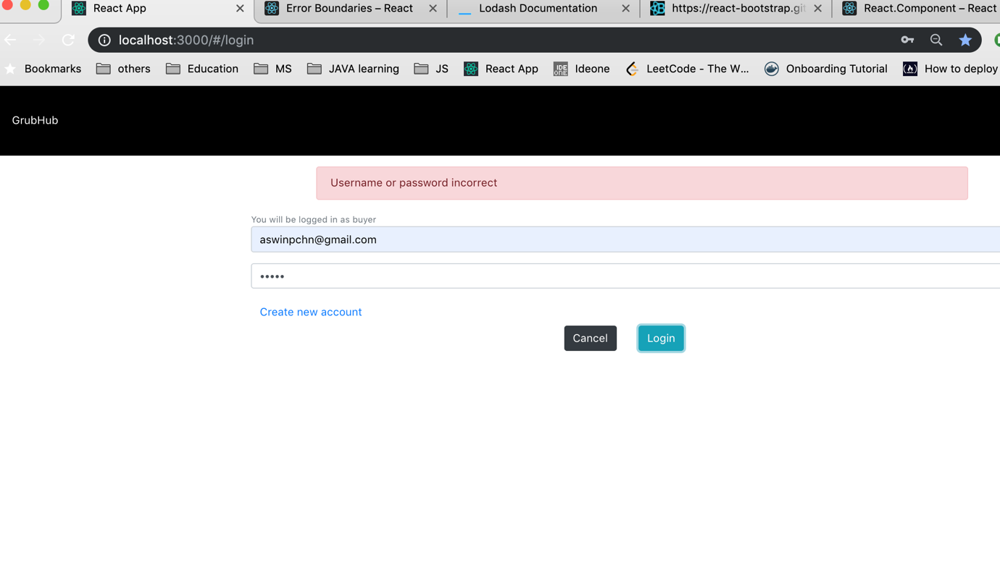 React App
Error Boundaries – React
Lodash Documentation
https://react-bootstrap.git
React.Component – React
localhost:3000/#/login
Bookmarks
others
Education
MS
JAVA learning
JS
React App
IDE
ONE
Ideone
LeetCode - The W...
Onboarding Tutorial
How to deploy
GrubHub
Username or password incorrect
You will be logged in as buyer
aswinpchn@gmail.com
•••••
Create new account
Cancel
Login